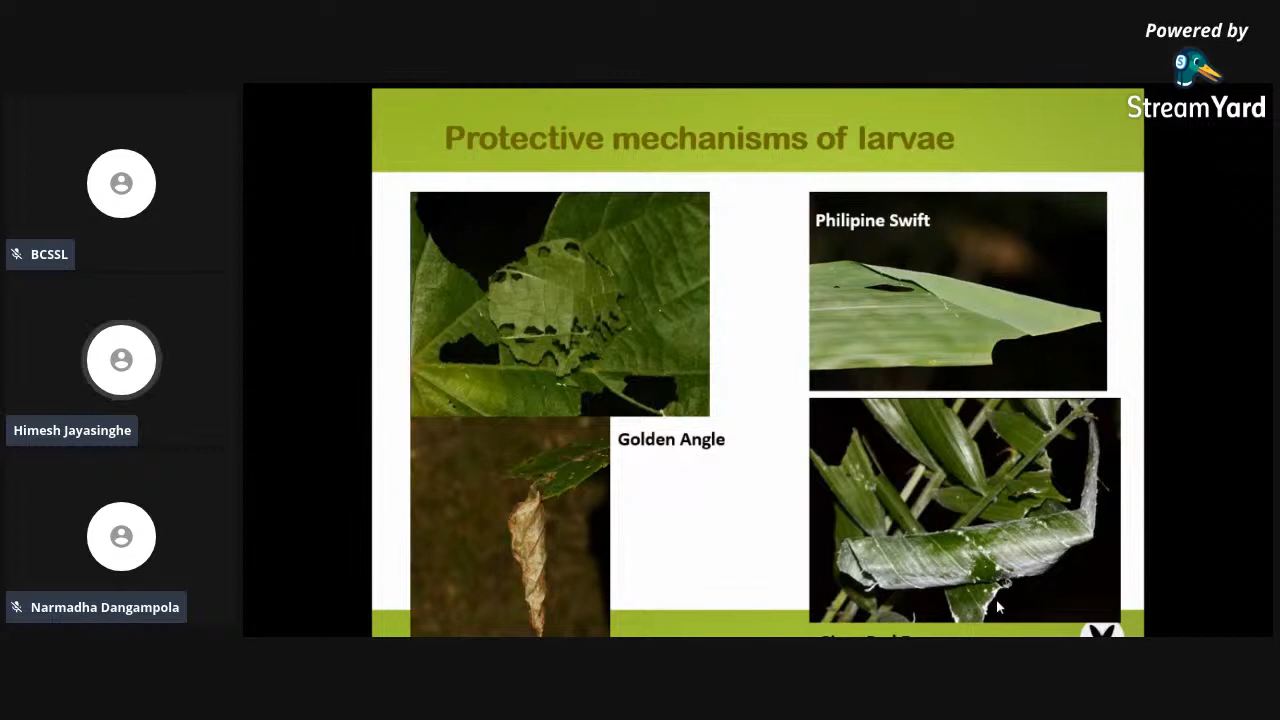 Powered by
StreamYard
Protective mechanisms of larvae
Philipine Swift
BCSSL
Himesh Jayasinghe
Golden Angle
Narmadha Dangampola